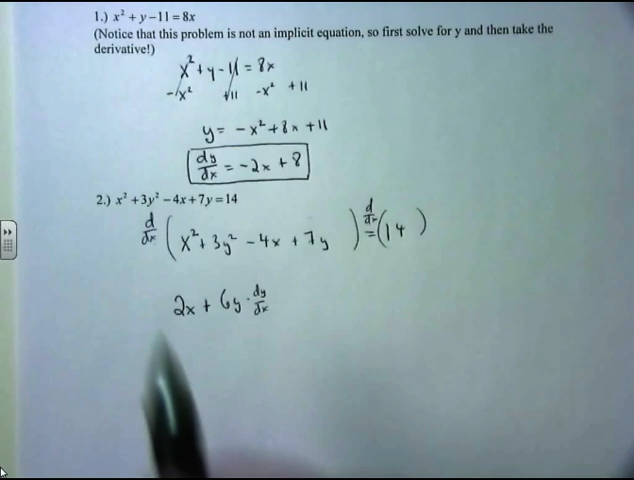 1.) x² + y − 11 = 8x
(Notice that this problem is not an implicit equation, so first solve for y and then take the
derivative!)
x² + y − 11 = 8x
−x² +11 −x² +11
y = −x² + 8x + 11
dy/dx = −2x + 8
2.) x² + 3y² − 4x + 7y = 14
d/dx (x² + 3y² − 4x + 7y) = d/dx (14)
2x + 6y · dy/dx